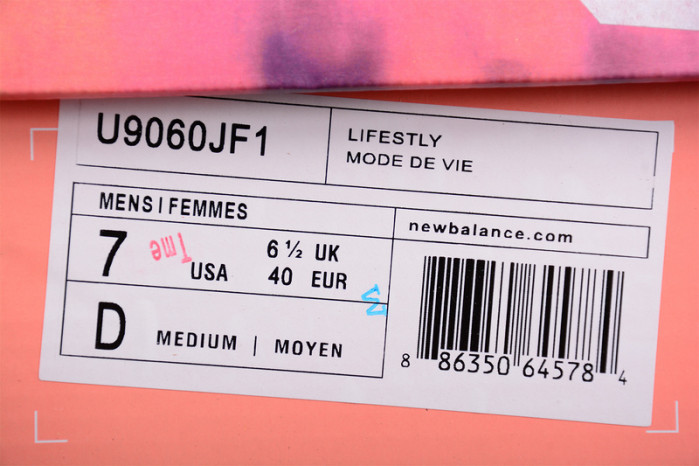 U9060JF1
LIFESTLY
MODE DE VIE
MENS | FEMMES
7 USA
6 ½ UK
40 EUR
D MEDIUM | MOYEN
newbalance.com
8 86350 64578 4